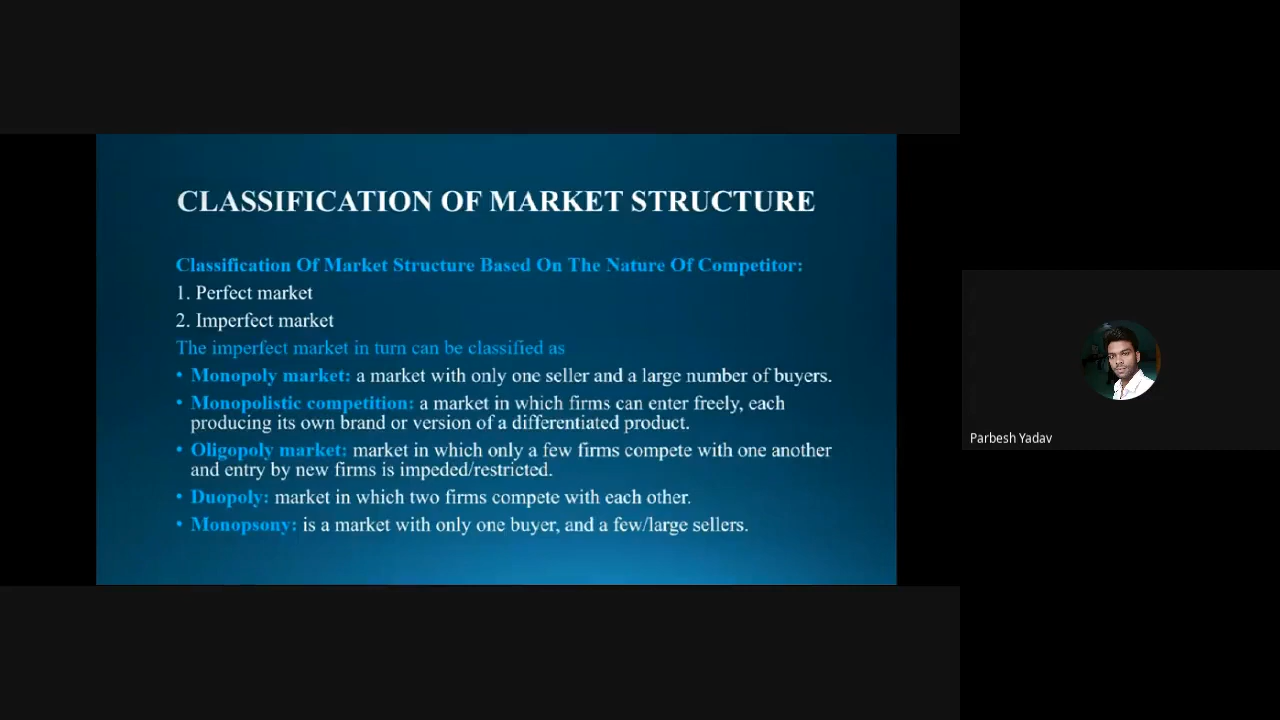 CLASSIFICATION OF MARKET STRUCTURE
Classification Of Market Structure Based On The Nature Of Competitor:
1. Perfect market
2. Imperfect market
The imperfect market in turn can be classified as
• Monopoly market: a market with only one seller and a large number of buyers.
• Monopolistic competition: a market in which firms can enter freely, each
producing its own brand or version of a differentiated product.
• Oligopoly market: market in which only a few firms compete with one another
and entry by new firms is impeded/restricted.
• Duopoly: market in which two firms compete with each other.
• Monopsony: is a market with only one buyer, and a few/large sellers.
Parbesh Yadav